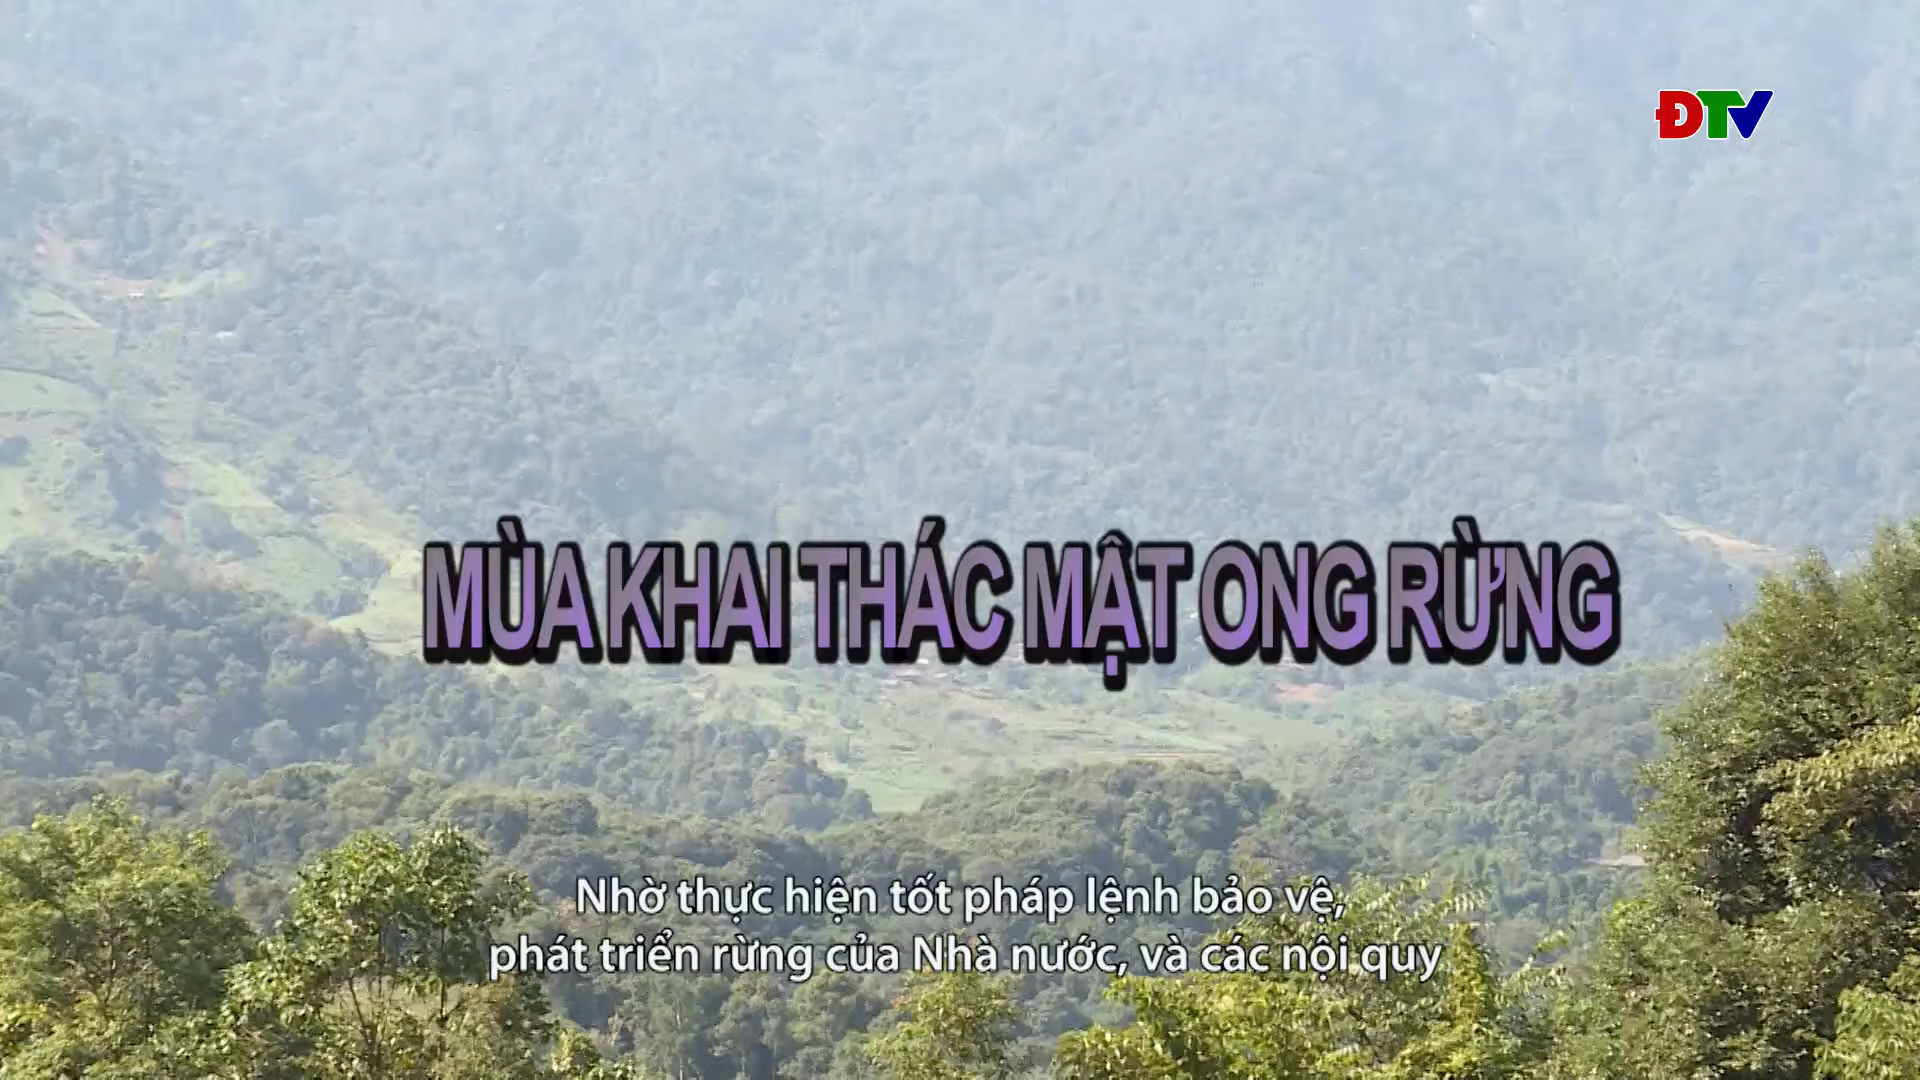 ĐTV
MÙA KHAI THÁC MẬT ONG RỪNG
Nhờ thực hiện tốt pháp lệnh bảo vệ,
phát triển rừng của Nhà nước, và các nội quy